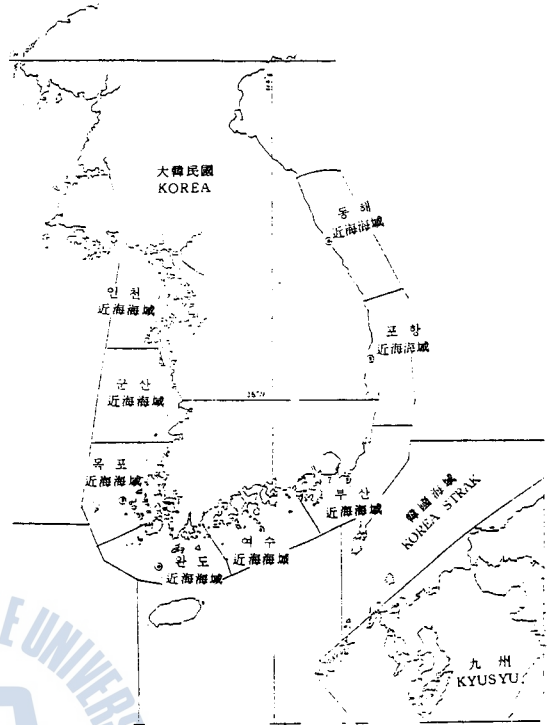 大韓民國
KOREA
동 해
近海海域
인 천
近海海域
포 항
近海海域
군 산
近海海域
목 포
近海海域
부 산
近海海域
여 수
近海海域
완 도
近海海域
韓國海域
KOREA STRAK
九 州
KYUSYU
E UNIVERS